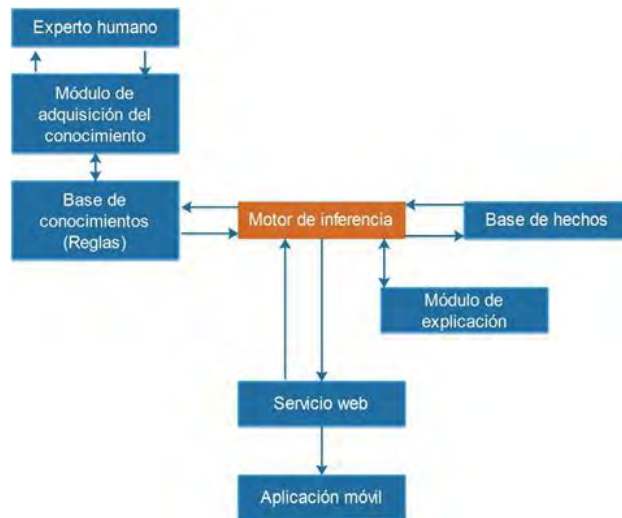 Experto humano
Módulo de
adquisición del
conocimiento
Base de
conocimientos
(Reglas)
Motor de inferencia
Base de hechos
Módulo de
explicación
Servicio web
Aplicación móvil